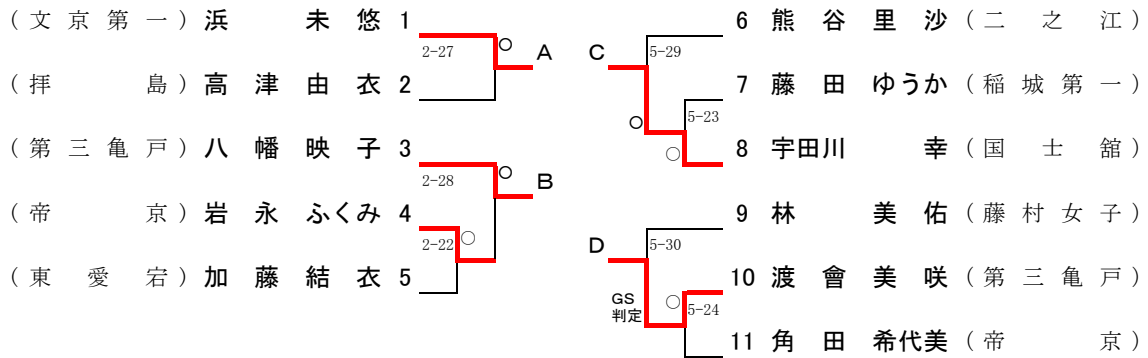 （文京第一）浜 未悠 1
2-27 ○ A
（拝島）高津由衣 2
（第三亀戸）八幡映子 3
2-28 ○ B
（帝京）岩永ふくみ 4
2-22 ○
（東愛宕）加藤結衣 5
6 熊谷里沙（二之江）
C 5-29
7 藤田ゆうか（稲城第一）
○ 5-23
8 宇田川 幸（国士舘）
○
9 林 美佑（藤村女子）
D 5-30
10 渡會美咲（第三亀戸）
GS
判定 ○ 5-24
11 角田希代美（帝京）